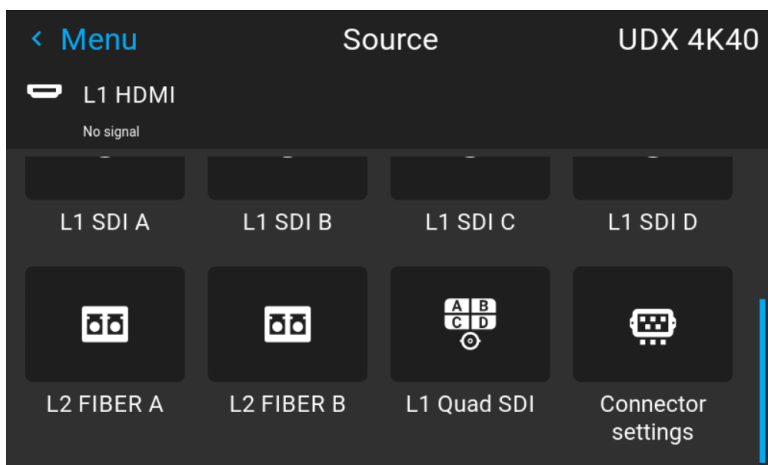 Menu Source UDX 4K40
L1 HDMI
No signal
L1 SDI A L1 SDI B L1 SDI C L1 SDI D
A B
C D
L2 FIBER A L2 FIBER B L1 Quad SDI Connector
settings